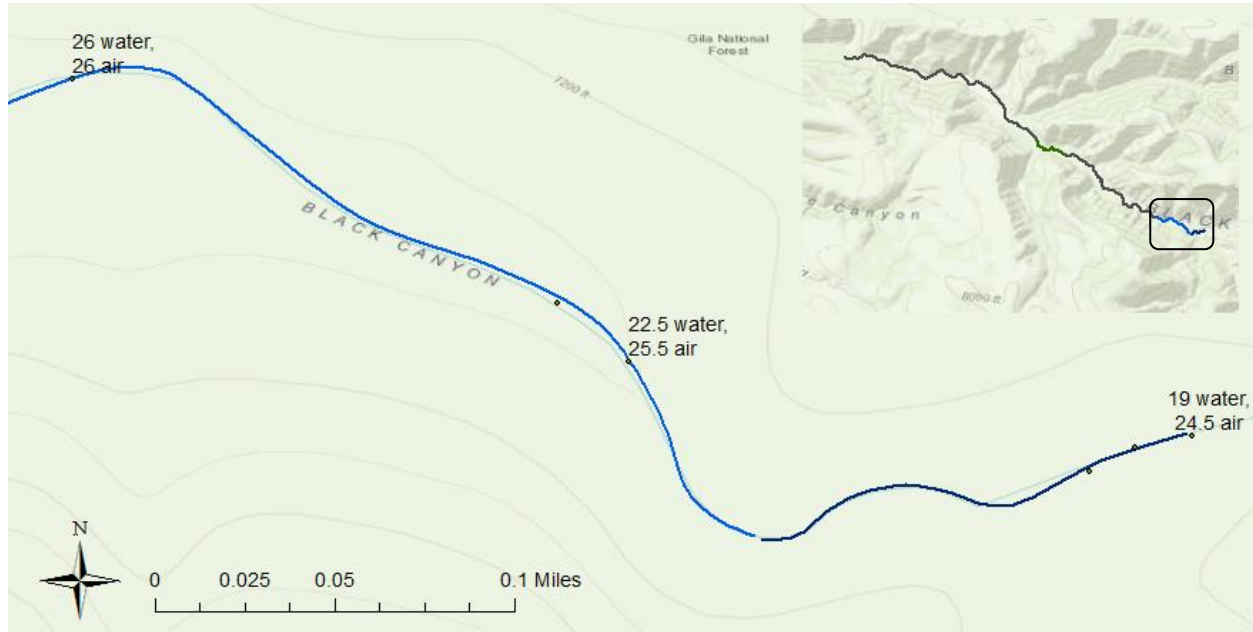 26 water,
26 air
Gila National
Forest
7200 ft
BLACK CANYON
22.5 water,
25.5 air
19 water,
24.5 air
N
0 0.025 0.05 0.1 Miles
B
e Canyon
BLACK
8000 ft